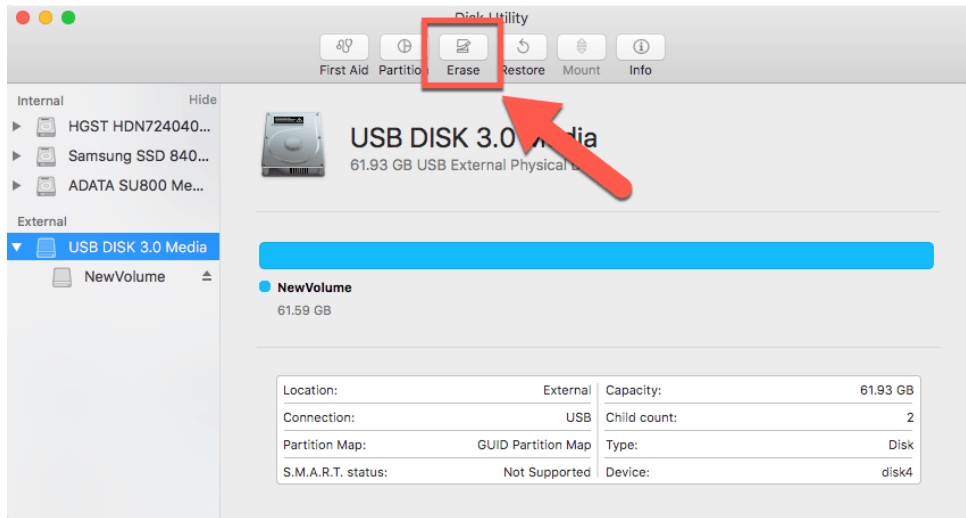 Disk Utility
First Aid Partition Erase Restore Mount Info
Internal Hide
HGST HDN724040...
Samsung SSD 840...
ADATA SU800 Me...
External
USB DISK 3.0 Media
NewVolume
USB DISK 3.0 Media
61.93 GB USB External Physical
NewVolume
61.59 GB
Location: External Capacity: 61.93 GB
Connection: USB Child count: 2
Partition Map: GUID Partition Map Type: Disk
S.M.A.R.T. status: Not Supported Device: disk4